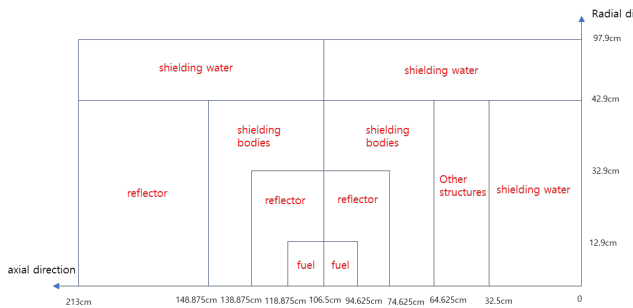 Radial di
97.9cm
shielding water
shielding water
42.9cm
shielding
bodies
shielding
bodies
Other
structures
32.9cm
reflector
reflector
reflector
shielding water
12.9cm
fuel
fuel
axial direction
213cm
148.875cm
138.875cm
118.875cm
106.5cm
94.625cm
74.625cm
64.625cm
32.5cm
0